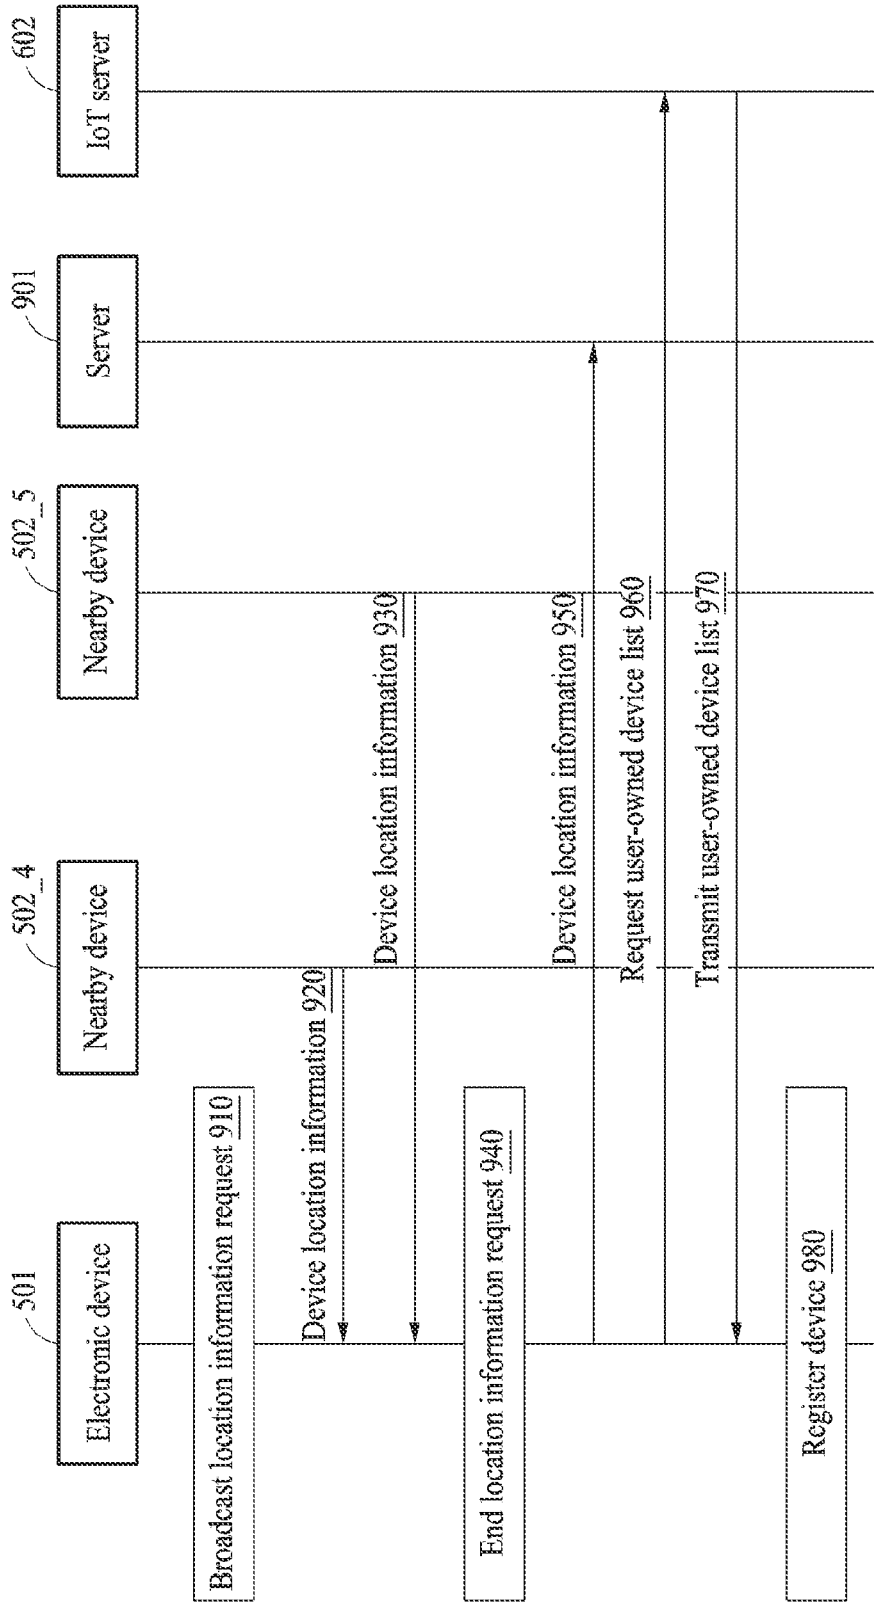 501
Electronic device
502_4
Nearby device
502_5
Nearby device
901
Server
602
IoT server
Broadcast location information request 910
Device location information 920
Device location information 930
End location information request 940
Device location information 950
Request user-owned device list 960
Transmit user-owned device list 970
Register device 980